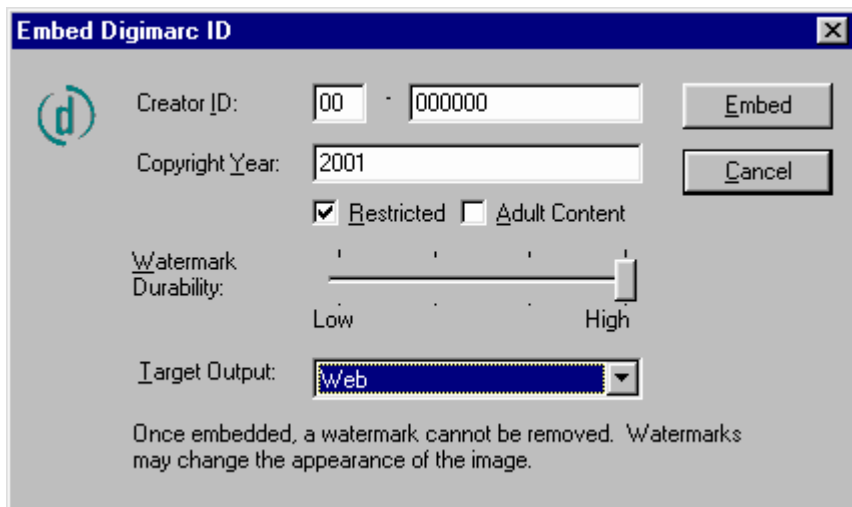 Embed Digimarc ID
d
Creator ID: 00 - 000000
Embed
Copyright Year: 2001
Cancel
Restricted Adult Content
Watermark
Durability:
Low High
Target Output: Web
Once embedded, a watermark cannot be removed. Watermarks
may change the appearance of the image.